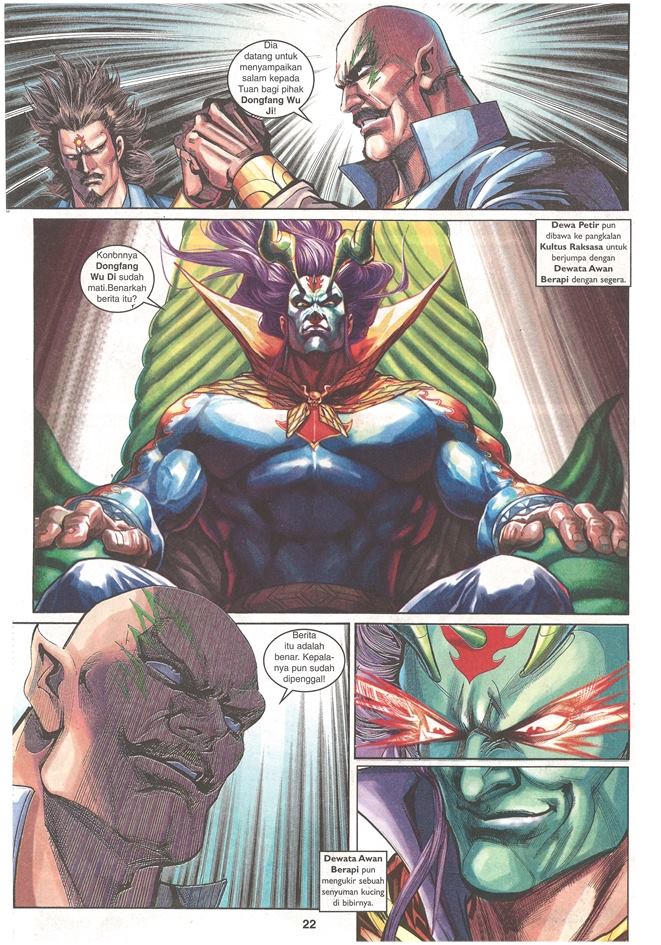 Dia
datang untuk
menyampaikan
salam kepada
Tuan bagi pihak
Dongfang Wu
Ji!
Dewa Petir pun
dibawa ke pangkalan
Kultus Raksasa untuk
berjumpa dengan
Dewata Awan
Berapi dengan segera.
Konbnnya
Dongfang
Wu Di sudah
mati.Benarkah
berita itu?
Berita
itu adalah
benar. Kepala-
nya pun sudah
dipenggal!
Dewata Awan
Berapi pun
mengukir sebuah
senyuman kucing
di bibirnya.
22